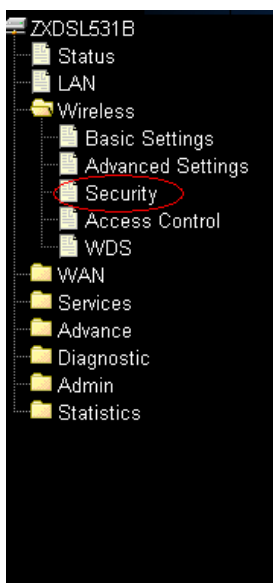 ZXDSL531B
Status
LAN
Wireless
Basic Settings
Advanced Settings
Security
Access Control
WDS
WAN
Services
Advance
Diagnostic
Admin
Statistics